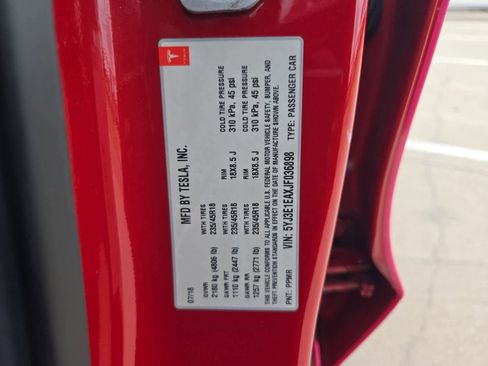 MFD BY TESLA, INC.
07/18
GVWR
2180 kg (4806 lb)
GAWR FRT
1110 kg (2447 lb)
GAWR RR
1257 kg (2771 lb)
WITH TIRES
235/45R18
WITH TIRES
235/45R18
WITH TIRES
235/45R18
RIM
18X8.5 J
RIM
18X8.5 J
COLD TIRE PRESSURE
310 kPa, 45 psi
COLD TIRE PRESSURE
310 kPa, 45 psi
THIS VEHICLE CONFORMS TO ALL U.S. FEDERAL MOTOR VEHICLE SAFETY, BUMPER, AND
THEFT PREVENTION STANDARDS IN EFFECT ON THE DATE OF MANUFACTURE SHOWN ABOVE.
VIN: 5YJ3E1EAXJF036898
PNT: PPMR
TYPE: PASSENGER CAR